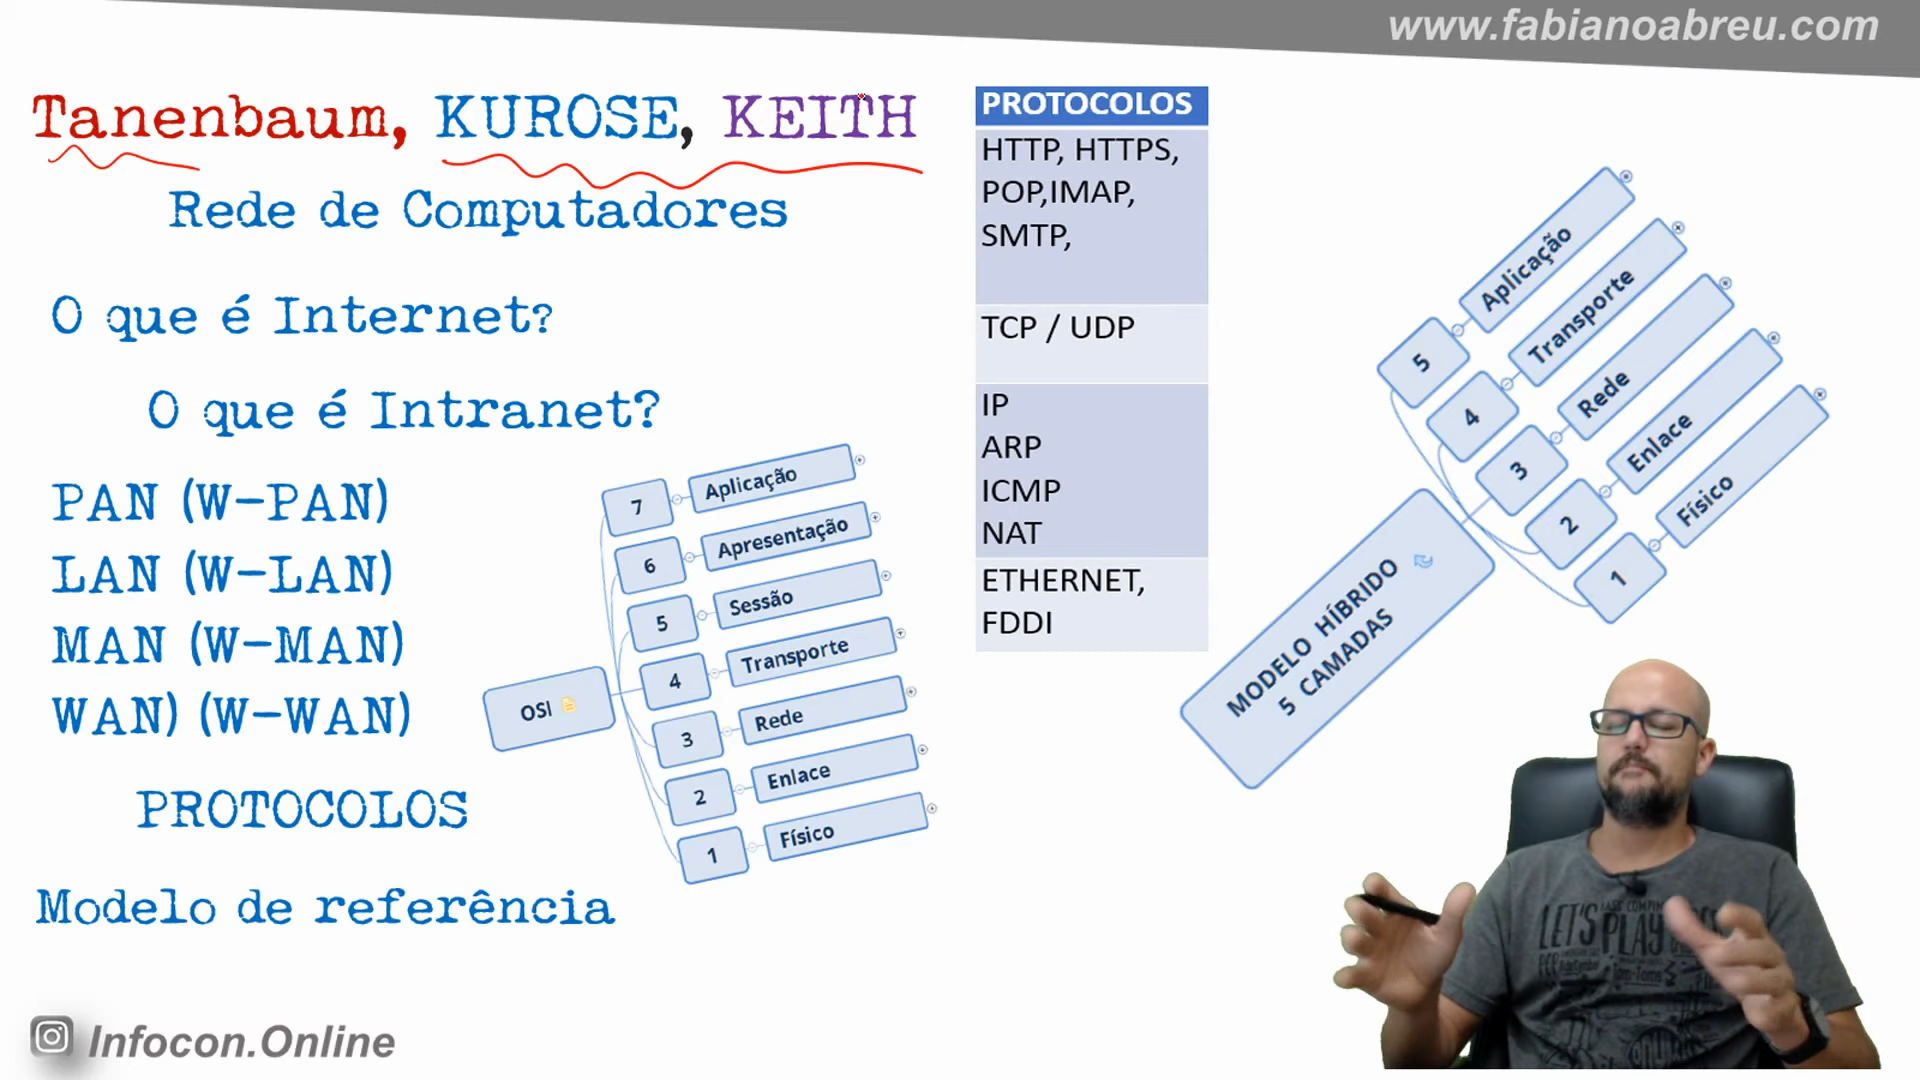 www.fabianoabreu.com
Tanenbaum, KUROSE, KEITH
Rede de Computadores
O que é Internet?
O que é Intranet?
PAN (W-PAN)
LAN (W-LAN)
MAN (W-MAN)
WAN) (W-WAN)
PROTOCOLOS
Modelo de referência
OSI
7 Aplicação
6 Apresentação
5 Sessão
4 Transporte
3 Rede
2 Enlace
1 Físico
PROTOCOLOS
HTTP, HTTPS,
POP,IMAP,
SMTP,
TCP / UDP
IP
ARP
ICMP
NAT
ETHERNET,
FDDI
MODELO HÍBRIDO
5 CAMADAS
5 Aplicação
4 Transporte
3 Rede
2 Enlace
1 Físico
LET'S PLAY
Infocon.Online